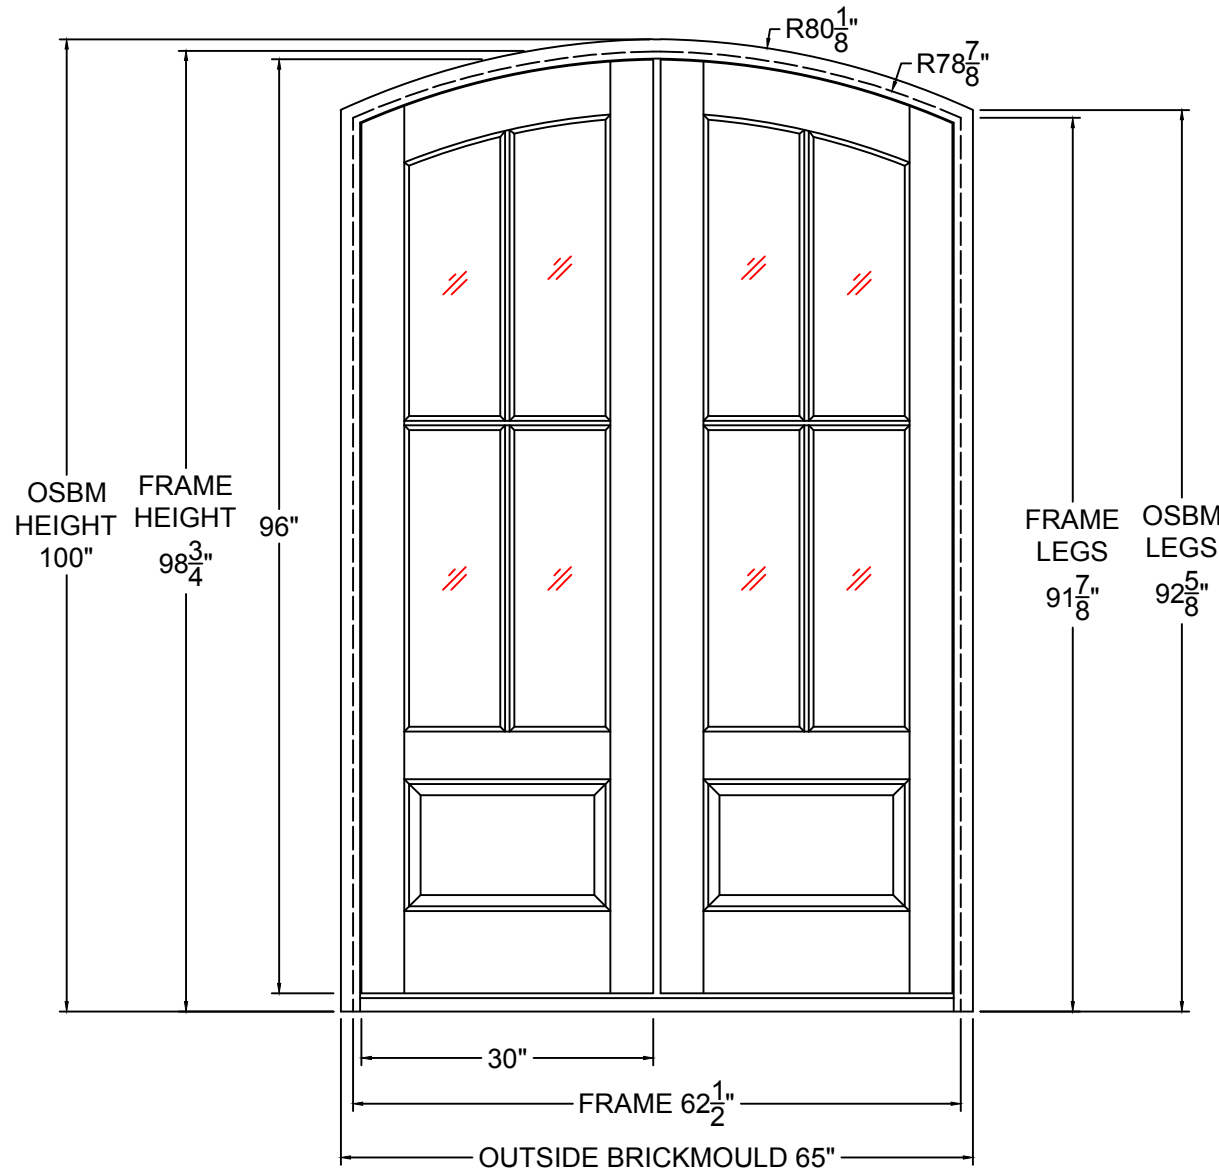 R80 1/8"
R78 7/8"
OSBM
HEIGHT
100"
FRAME
HEIGHT
98 3/4"
96"
FRAME
LEGS
91 7/8"
OSBM
LEGS
92 5/8"
30"
FRAME 62 1/2"
OUTSIDE BRICKMOULD 65"